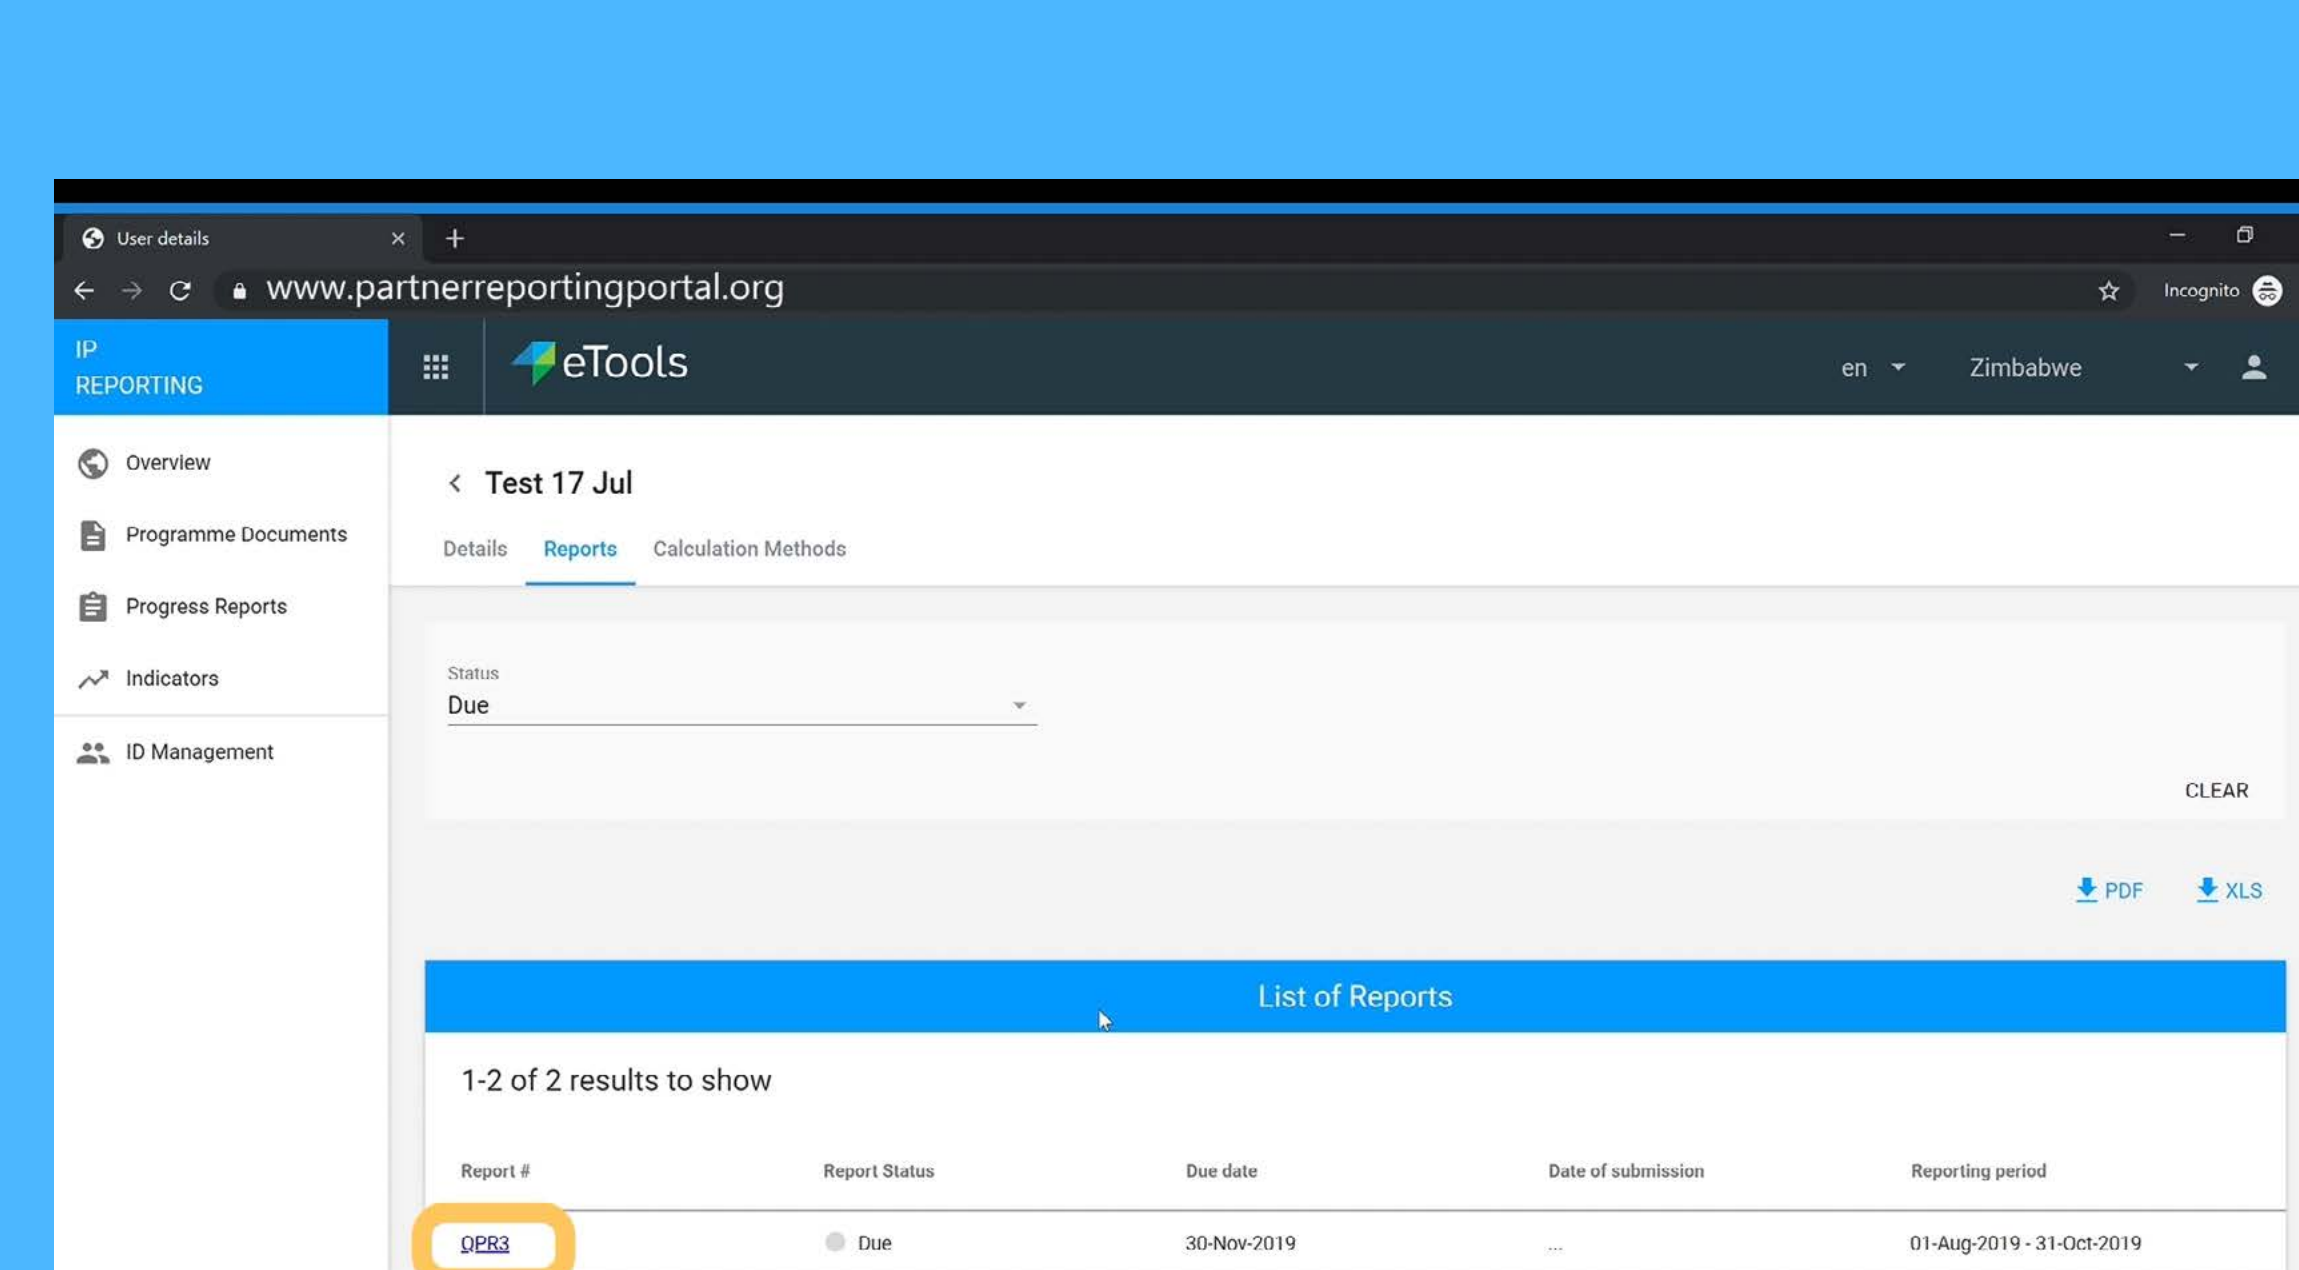 User details
www.partnerreportingportal.org
Incognito
IP
REPORTING
eTools
en
Zimbabwe
Overview
Programme Documents
Progress Reports
Indicators
ID Management
Test 17 Jul
Details Reports Calculation Methods
Status
Due
CLEAR
PDF XLS
List of Reports
1-2 of 2 results to show
Report # Report Status Due date Date of submission Reporting period
QPR3 Due 30-Nov-2019 ... 01-Aug-2019 - 31-Oct-2019